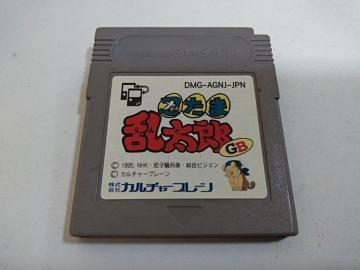 DMG-AGNJ-JPN
忍たま
乱太郎
GB
© 1995, NHK・尼子騒兵衛・総合ビジョン
© カルチャーブレーン
株式会社 カルチャーブレーン